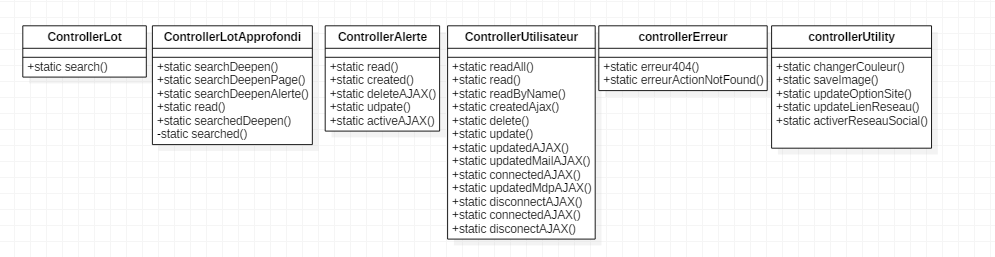 ControllerLot
+static search()
ControllerLotApprofondi
+static searchDeepen()
+static searchDeepenPage()
+static searchDeepenAlerte()
+static read()
+static searchedDeepen()
-static searched()
ControllerAlerte
+static read()
+static created()
+static deleteAJAX()
+static udpate()
+static activeAJAX()
ControllerUtilisateur
+static readAll()
+static read()
+static readByName()
+static createdAjax()
+static delete()
+static update()
+static updatedAJAX()
+static updatedMailAJAX()
+static connectedAJAX()
+static updatedMdpAJAX()
+static disconnectAJAX()
+static connectedAJAX()
+static disconectAJAX()
controllerErreur
+static erreur404()
+static erreurActionNotFound()
controllerUtility
+static changerCouleur()
+static saveImage()
+static updateOptionSite()
+static updateLienReseau()
+static activerReseauSocial()